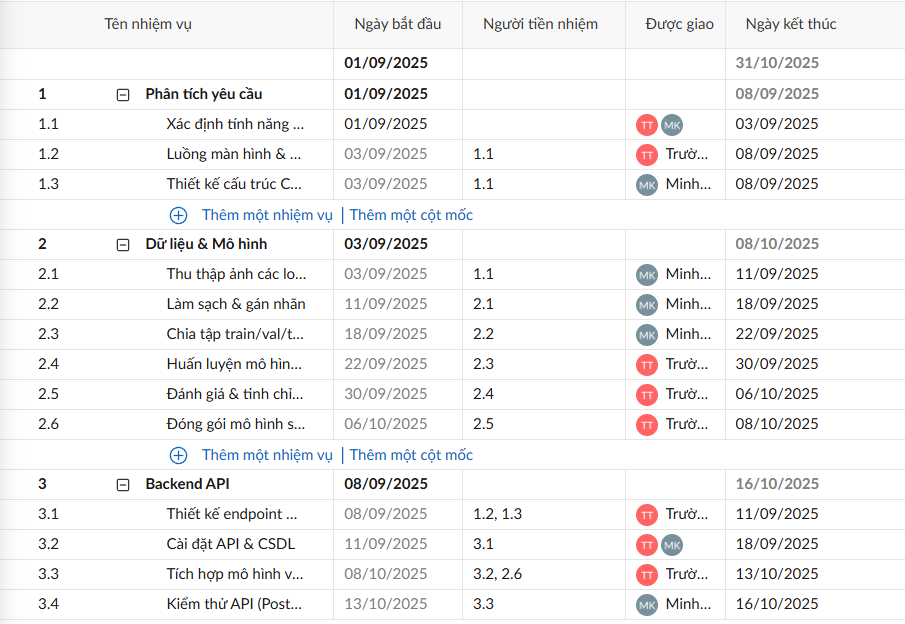 Tên nhiệm vụ Ngày bắt đầu Người tiền nhiệm Được giao Ngày kết thúc
01/09/2025 31/10/2025
1 Phân tích yêu cầu 01/09/2025 08/09/2025
1.1 Xác định tính năng ... 01/09/2025 TT MK 03/09/2025
1.2 Luồng màn hình & ... 03/09/2025 1.1 TT Trườ... 08/09/2025
1.3 Thiết kế cấu trúc C... 03/09/2025 1.1 MK Minh... 08/09/2025
Thêm một nhiệm vụ | Thêm một cột mốc
2 Dữ liệu & Mô hình 03/09/2025 08/10/2025
2.1 Thu thập ảnh các lo... 03/09/2025 1.1 MK Minh... 11/09/2025
2.2 Làm sạch & gán nhãn 11/09/2025 2.1 MK Minh... 18/09/2025
2.3 Chia tập train/val/t... 18/09/2025 2.2 MK Minh... 22/09/2025
2.4 Huấn luyện mô hìn... 22/09/2025 2.3 TT Trườ... 30/09/2025
2.5 Đánh giá & tinh chỉ... 30/09/2025 2.4 TT Trườ... 06/10/2025
2.6 Đóng gói mô hình s... 06/10/2025 2.5 TT Trườ... 08/10/2025
Thêm một nhiệm vụ | Thêm một cột mốc
3 Backend API 08/09/2025 16/10/2025
3.1 Thiết kế endpoint ... 08/09/2025 1.2, 1.3 TT Trườ... 11/09/2025
3.2 Cài đặt API & CSDL 11/09/2025 3.1 TT MK 18/09/2025
3.3 Tích hợp mô hình v... 08/10/2025 3.2, 2.6 TT Trườ... 13/10/2025
3.4 Kiểm thử API (Post... 13/10/2025 3.3 MK Minh... 16/10/2025